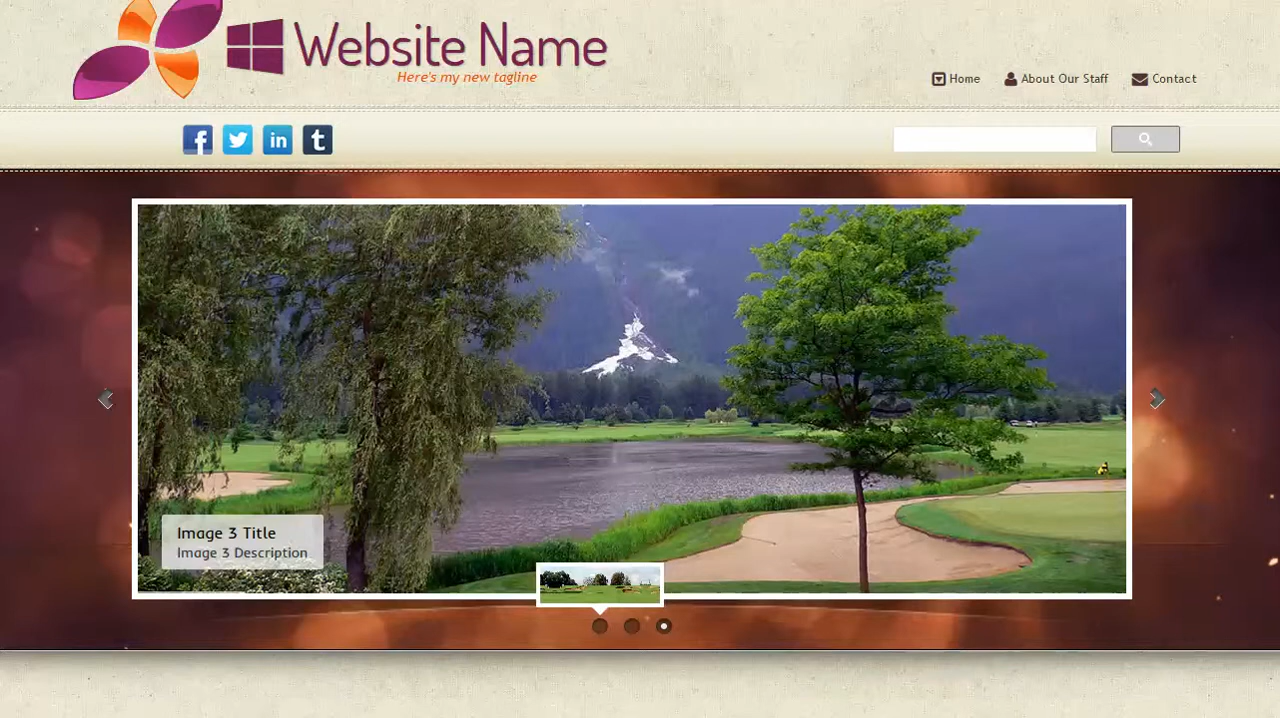 Website Name
Here's my new tagline
Home
About Our Staff
Contact
Image 3 Title
Image 3 Description